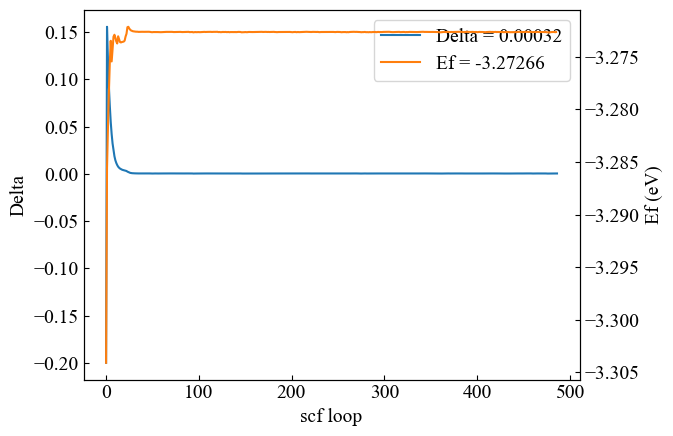 Delta = 0.00032
Ef = -3.27266
0.15
0.10
0.05
0.00
−0.05
−0.10
−0.15
−0.20
Delta
−3.275
−3.280
−3.285
−3.290
−3.295
−3.300
−3.305
Ef (eV)
0 100 200 300 400 500
scf loop